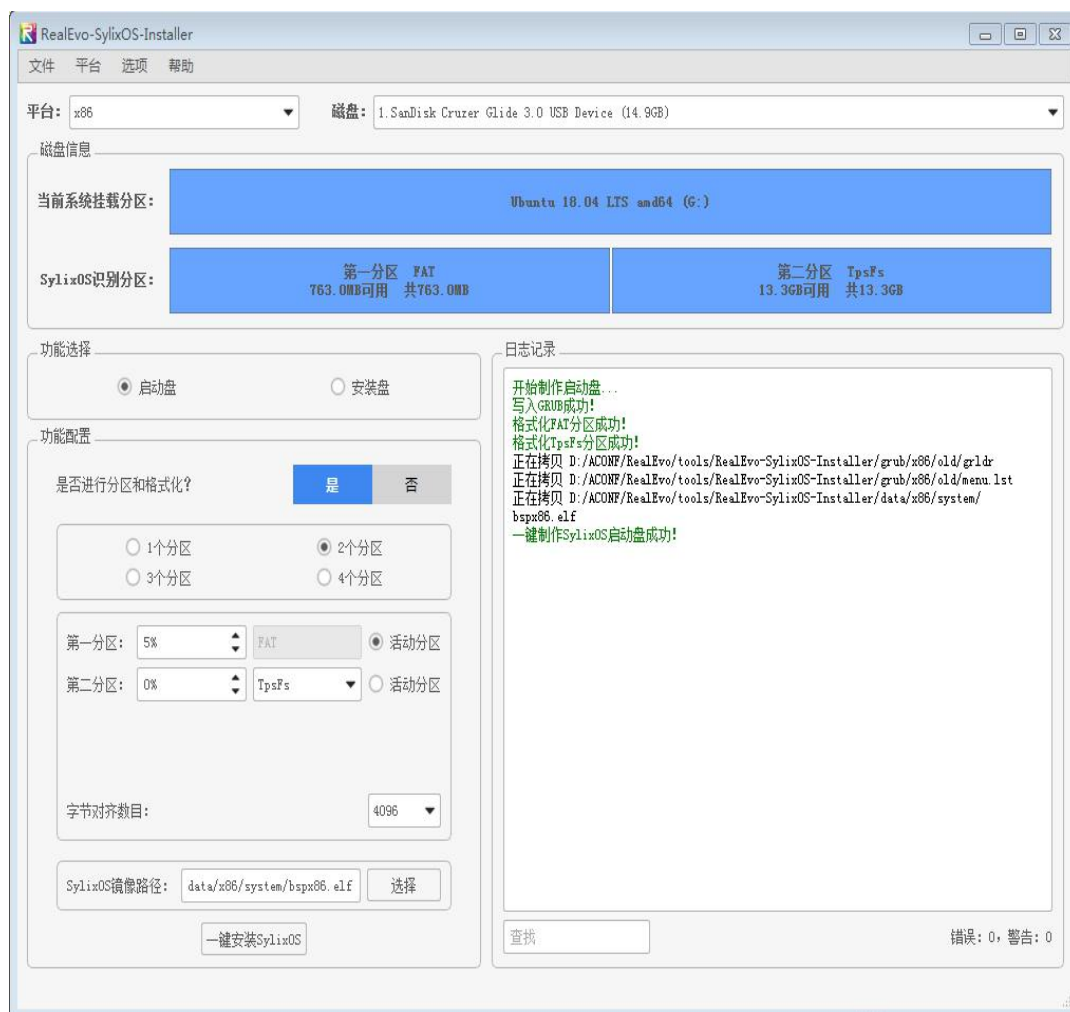 RealEvo-SylixOS-Installer
文件 平台 选项 帮助
平台: x86 磁盘: 1.SanDisk Cruzer Glide 3.0 USB Device (14.9GB)
磁盘信息
当前系统挂载分区: Ubuntu 18.04 LTS amd64 (G:)
SylixOS识别分区:
第一分区 FAT
763.0MB可用 共763.0MB
第二分区 TpsFs
13.3GB可用 共13.3GB
功能选择
启动盘 安装盘
功能配置
是否进行分区和格式化? 是 否
1个分区 2个分区
3个分区 4个分区
第一分区: 5% FAT 活动分区
第二分区: 0% TpsFs 活动分区
字节对齐数目: 4096
SylixOS镜像路径: data/x86/system/bspx86.elf 选择
一键安装SylixOS
日志记录
开始制作启动盘...
写入GRUB成功!
格式化FAT分区成功!
格式化TpsFs分区成功!
正在拷贝 D:/ACONF/RealEvo/tools/RealEvo-SylixOS-Installer/grub/x86/old/grldr
正在拷贝 D:/ACONF/RealEvo/tools/RealEvo-SylixOS-Installer/grub/x86/old/menu.lst
正在拷贝 D:/ACONF/RealEvo/tools/RealEvo-SylixOS-Installer/data/x86/system/
bspx86.elf
一键制作SylixOS启动盘成功!
查找 错误: 0, 警告: 0